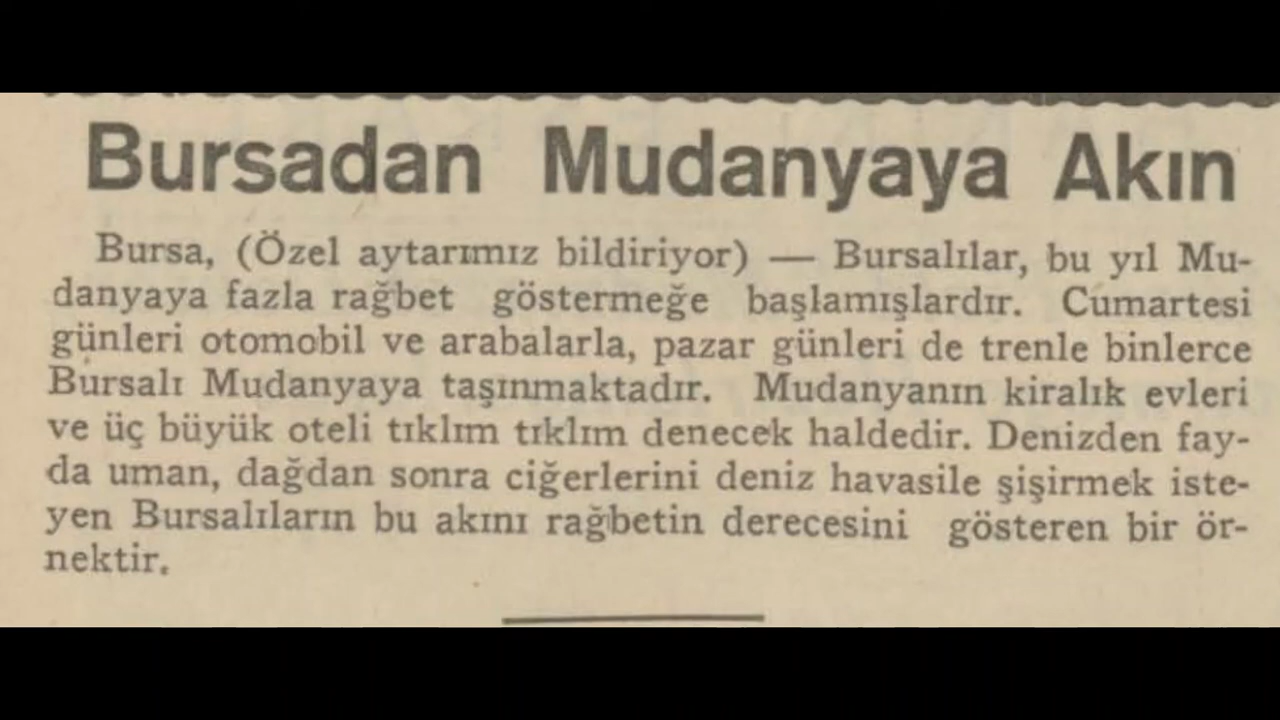 Bursadan Mudanyaya Akın
Bursa, (Özel aytarımız bildiriyor) — Bursalılar, bu yıl Mu-
danyaya fazla rağbet göstermeğe başlamışlardır. Cumartesi
günleri otomobil ve arabalarla, pazar günleri de trenle binlerce
Bursalı Mudanyaya taşınmaktadır. Mudanyanın kiralık evleri
ve üç büyük oteli tıklım tıklım denecek haldedir. Denizden fay-
da uman, dağdan sonra ciğerlerini deniz havasile şişirmek iste-
yen Bursalıların bu akını rağbetin derecesini gösteren bir ör-
nektir.